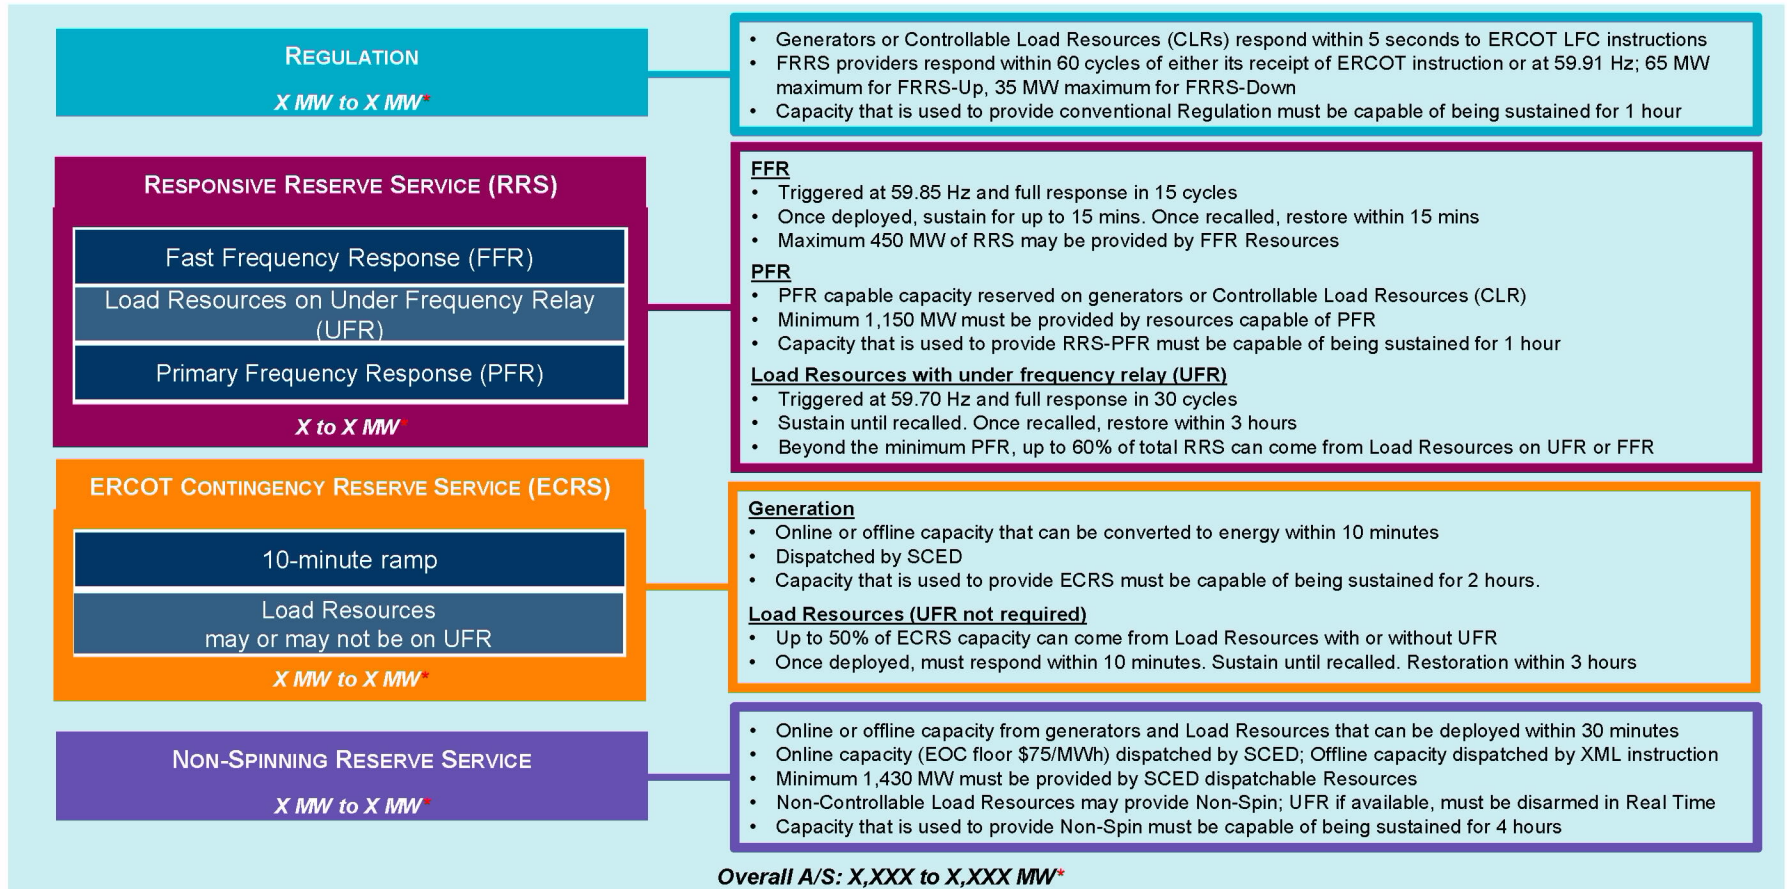 REGULATION
X MW to X MW*
• Generators or Controllable Load Resources (CLRs) respond within 5 seconds to ERCOT LFC instructions
• FRRS providers respond within 60 cycles of either its receipt of ERCOT instruction or at 59.91 Hz; 65 MW
maximum for FRRS-Up, 35 MW maximum for FRRS-Down
• Capacity that is used to provide conventional Regulation must be capable of being sustained for 1 hour
RESPONSIVE RESERVE SERVICE (RRS)
Fast Frequency Response (FFR)
Load Resources on Under Frequency Relay
(UFR)
Primary Frequency Response (PFR)
X to X MW*
FFR
• Triggered at 59.85 Hz and full response in 15 cycles
• Once deployed, sustain for up to 15 mins. Once recalled, restore within 15 mins
• Maximum 450 MW of RRS may be provided by FFR Resources
PFR
• PFR capable capacity reserved on generators or Controllable Load Resources (CLR)
• Minimum 1,150 MW must be provided by resources capable of PFR
• Capacity that is used to provide RRS-PFR must be capable of being sustained for 1 hour
Load Resources with under frequency relay (UFR)
• Triggered at 59.70 Hz and full response in 30 cycles
• Sustain until recalled. Once recalled, restore within 3 hours
• Beyond the minimum PFR, up to 60% of total RRS can come from Load Resources on UFR or FFR
ERCOT CONTINGENCY RESERVE SERVICE (ECRS)
10-minute ramp
Load Resources
may or may not be on UFR
X MW to X MW*
Generation
• Online or offline capacity that can be converted to energy within 10 minutes
• Dispatched by SCED
• Capacity that is used to provide ECRS must be capable of being sustained for 2 hours.
Load Resources (UFR not required)
• Up to 50% of ECRS capacity can come from Load Resources with or without UFR
• Once deployed, must respond within 10 minutes. Sustain until recalled. Restoration within 3 hours
NON-SPINNING RESERVE SERVICE
X MW to X MW*
• Online or offline capacity from generators and Load Resources that can be deployed within 30 minutes
• Online capacity (EOC floor $75/MWh) dispatched by SCED; Offline capacity dispatched by XML instruction
• Minimum 1,430 MW must be provided by SCED dispatchable Resources
• Non-Controllable Load Resources may provide Non-Spin; UFR if available, must be disarmed in Real Time
• Capacity that is used to provide Non-Spin must be capable of being sustained for 4 hours
Overall A/S: X,XXX to X,XXX MW*